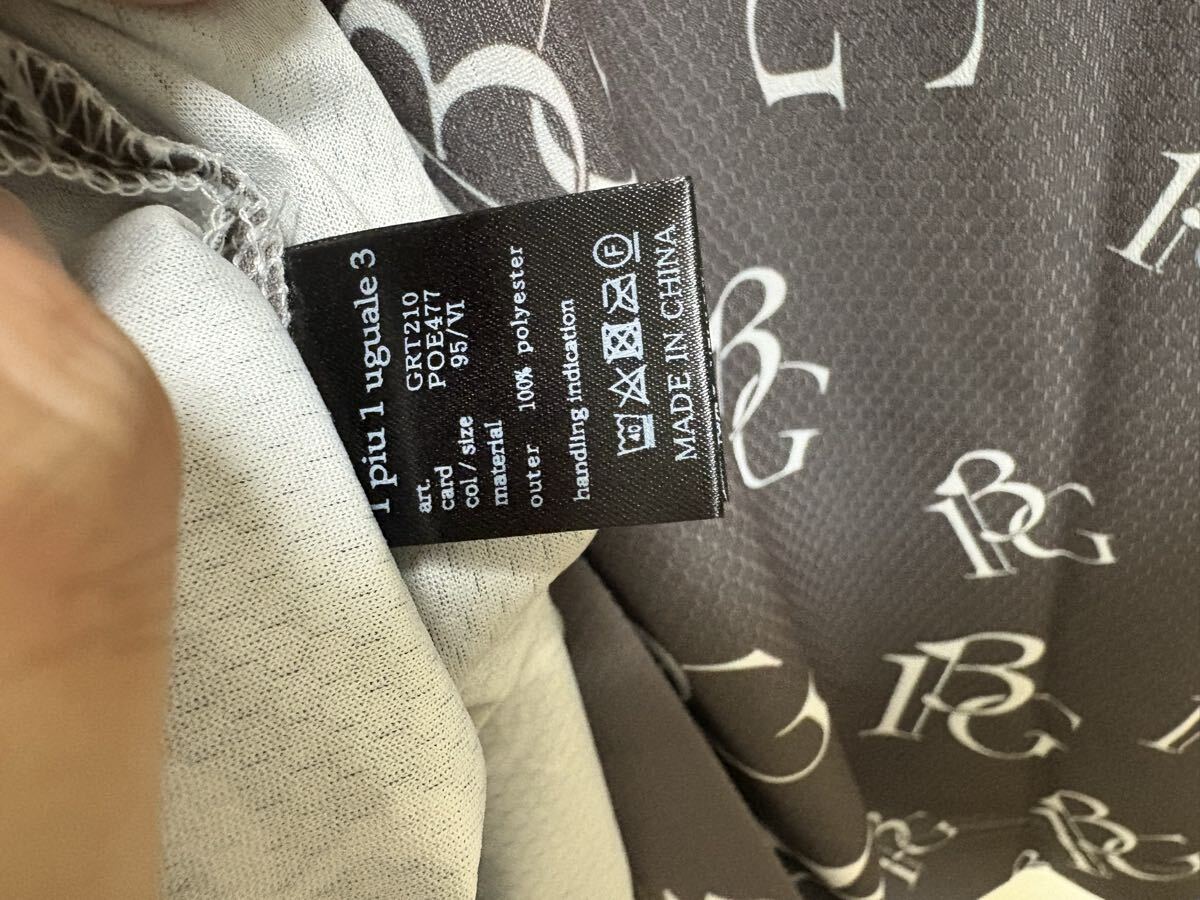 1 piu 1 uguale 3
art. GRT210
card POE477
col / size 95/VI
material
outer 100% polyester
handling indication
40 F
MADE IN CHINA